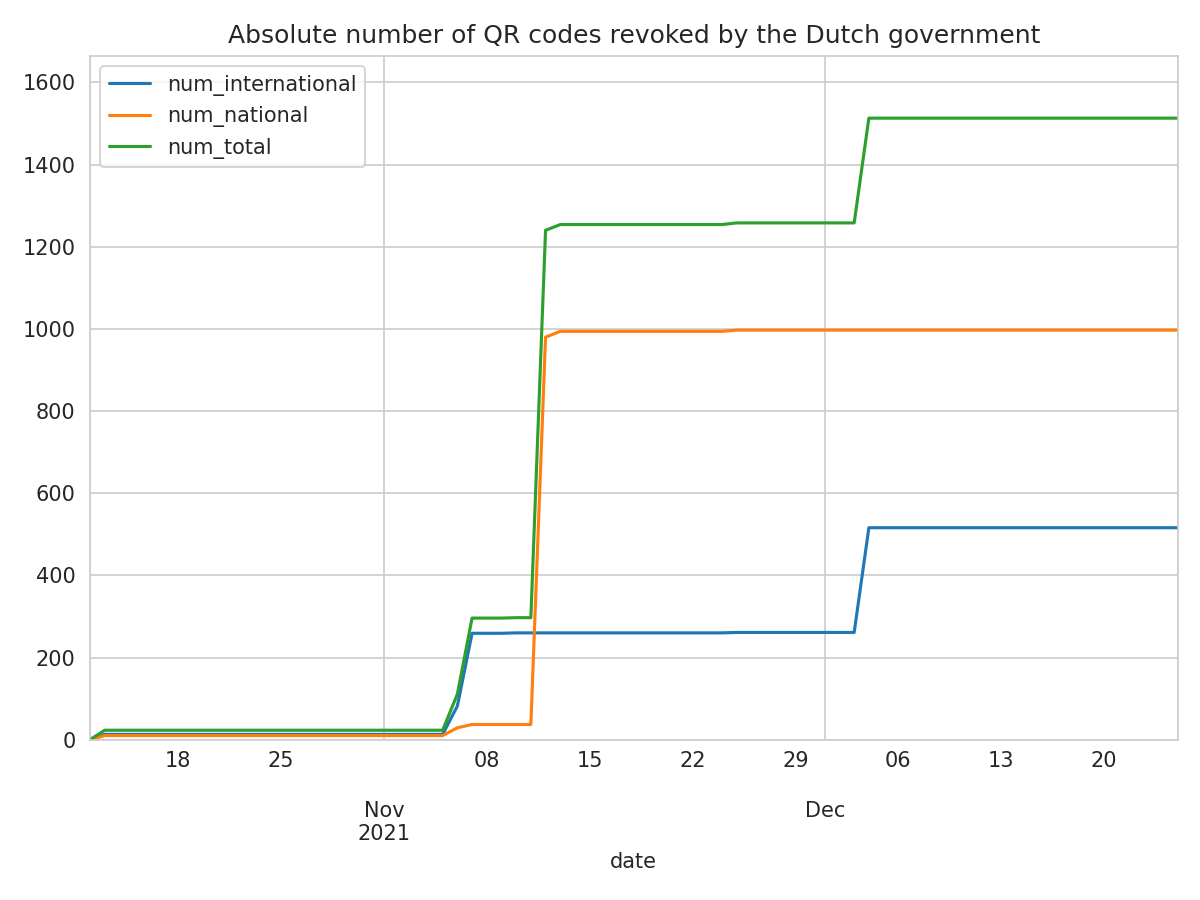 Absolute number of QR codes revoked by the Dutch government
num_international
num_national
num_total
1600
1400
1200
1000
800
600
400
200
0
18 25 08 15 22 29 06 13 20
Nov Dec
2021
date